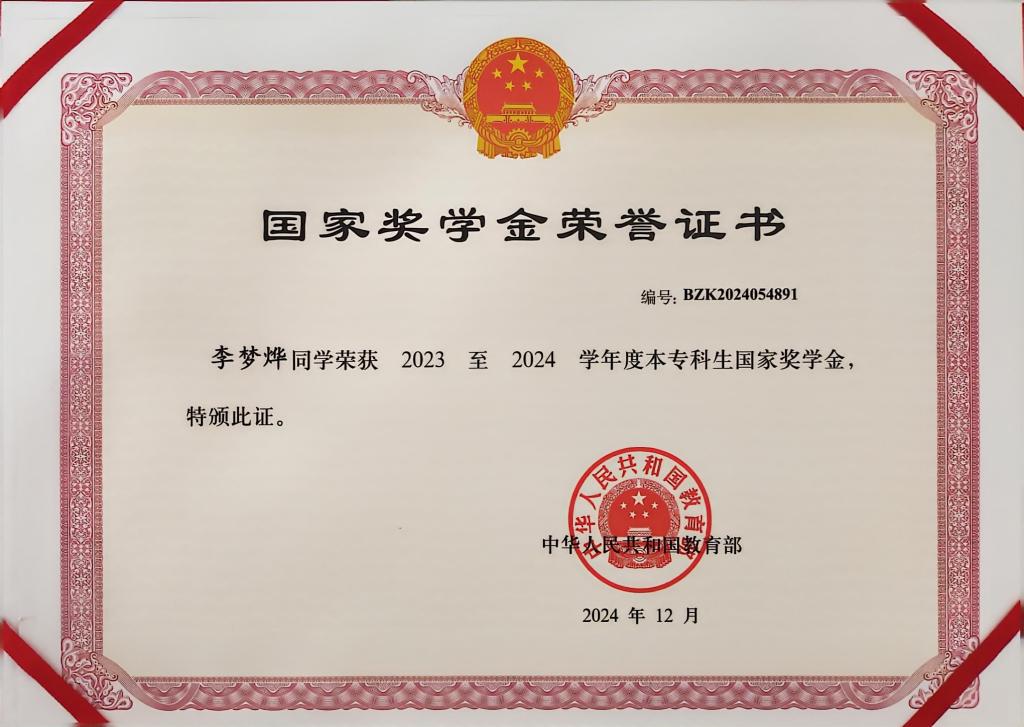 国家奖学金荣誉证书
编号: BZK2024054891
李梦烨同学荣获 2023 至 2024 学年度本专科生国家奖学金，
特颁此证。
中华人民共和国教育部
中华人民共和国教育部
2024 年 12 月